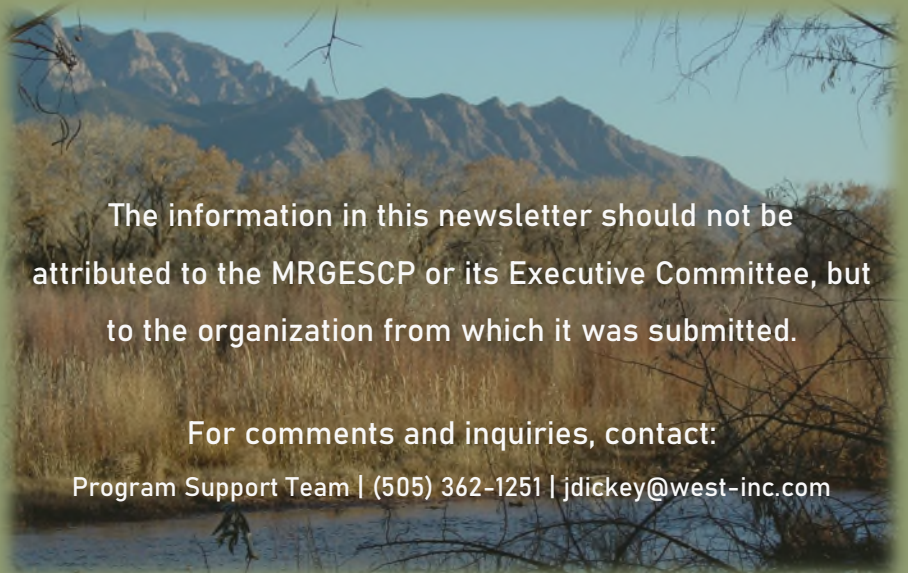 The information in this newsletter should not be
attributed to the MRGESCP or its Executive Committee, but
to the organization from which it was submitted.
For comments and inquiries, contact:
Program Support Team | (505) 362-1251 | jdickey@west-inc.com